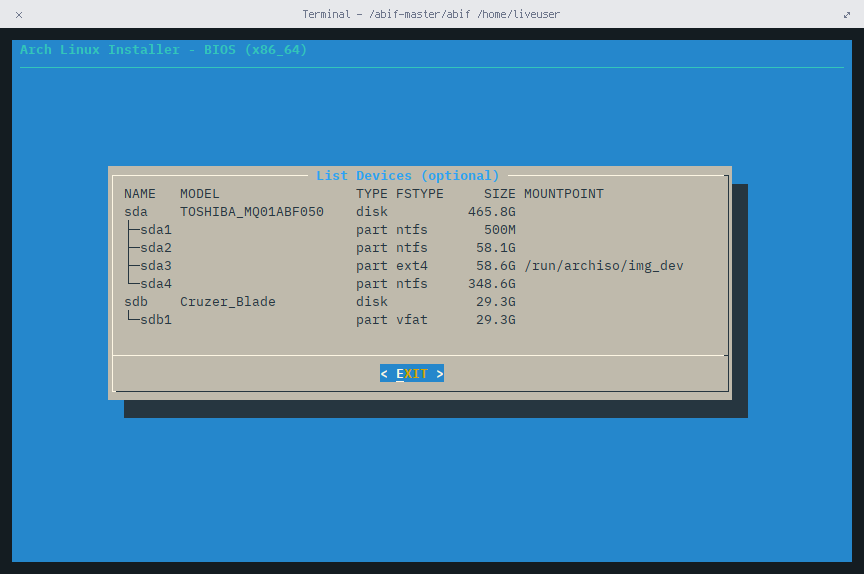 Terminal - /abif-master/abif /home/liveuser
Arch Linux Installer - BIOS (x86_64)
List Devices (optional)
NAME   MODEL                 TYPE FSTYPE     SIZE MOUNTPOINT
sda    TOSHIBA_MQ01ABF050    disk          465.8G
├─sda1                       part ntfs       500M
├─sda2                       part ntfs      58.1G
├─sda3                       part ext4      58.6G /run/archiso/img_dev
└─sda4                       part ntfs     348.6G
sdb    Cruzer_Blade          disk           29.3G
└─sdb1                       part vfat      29.3G
< EXIT >